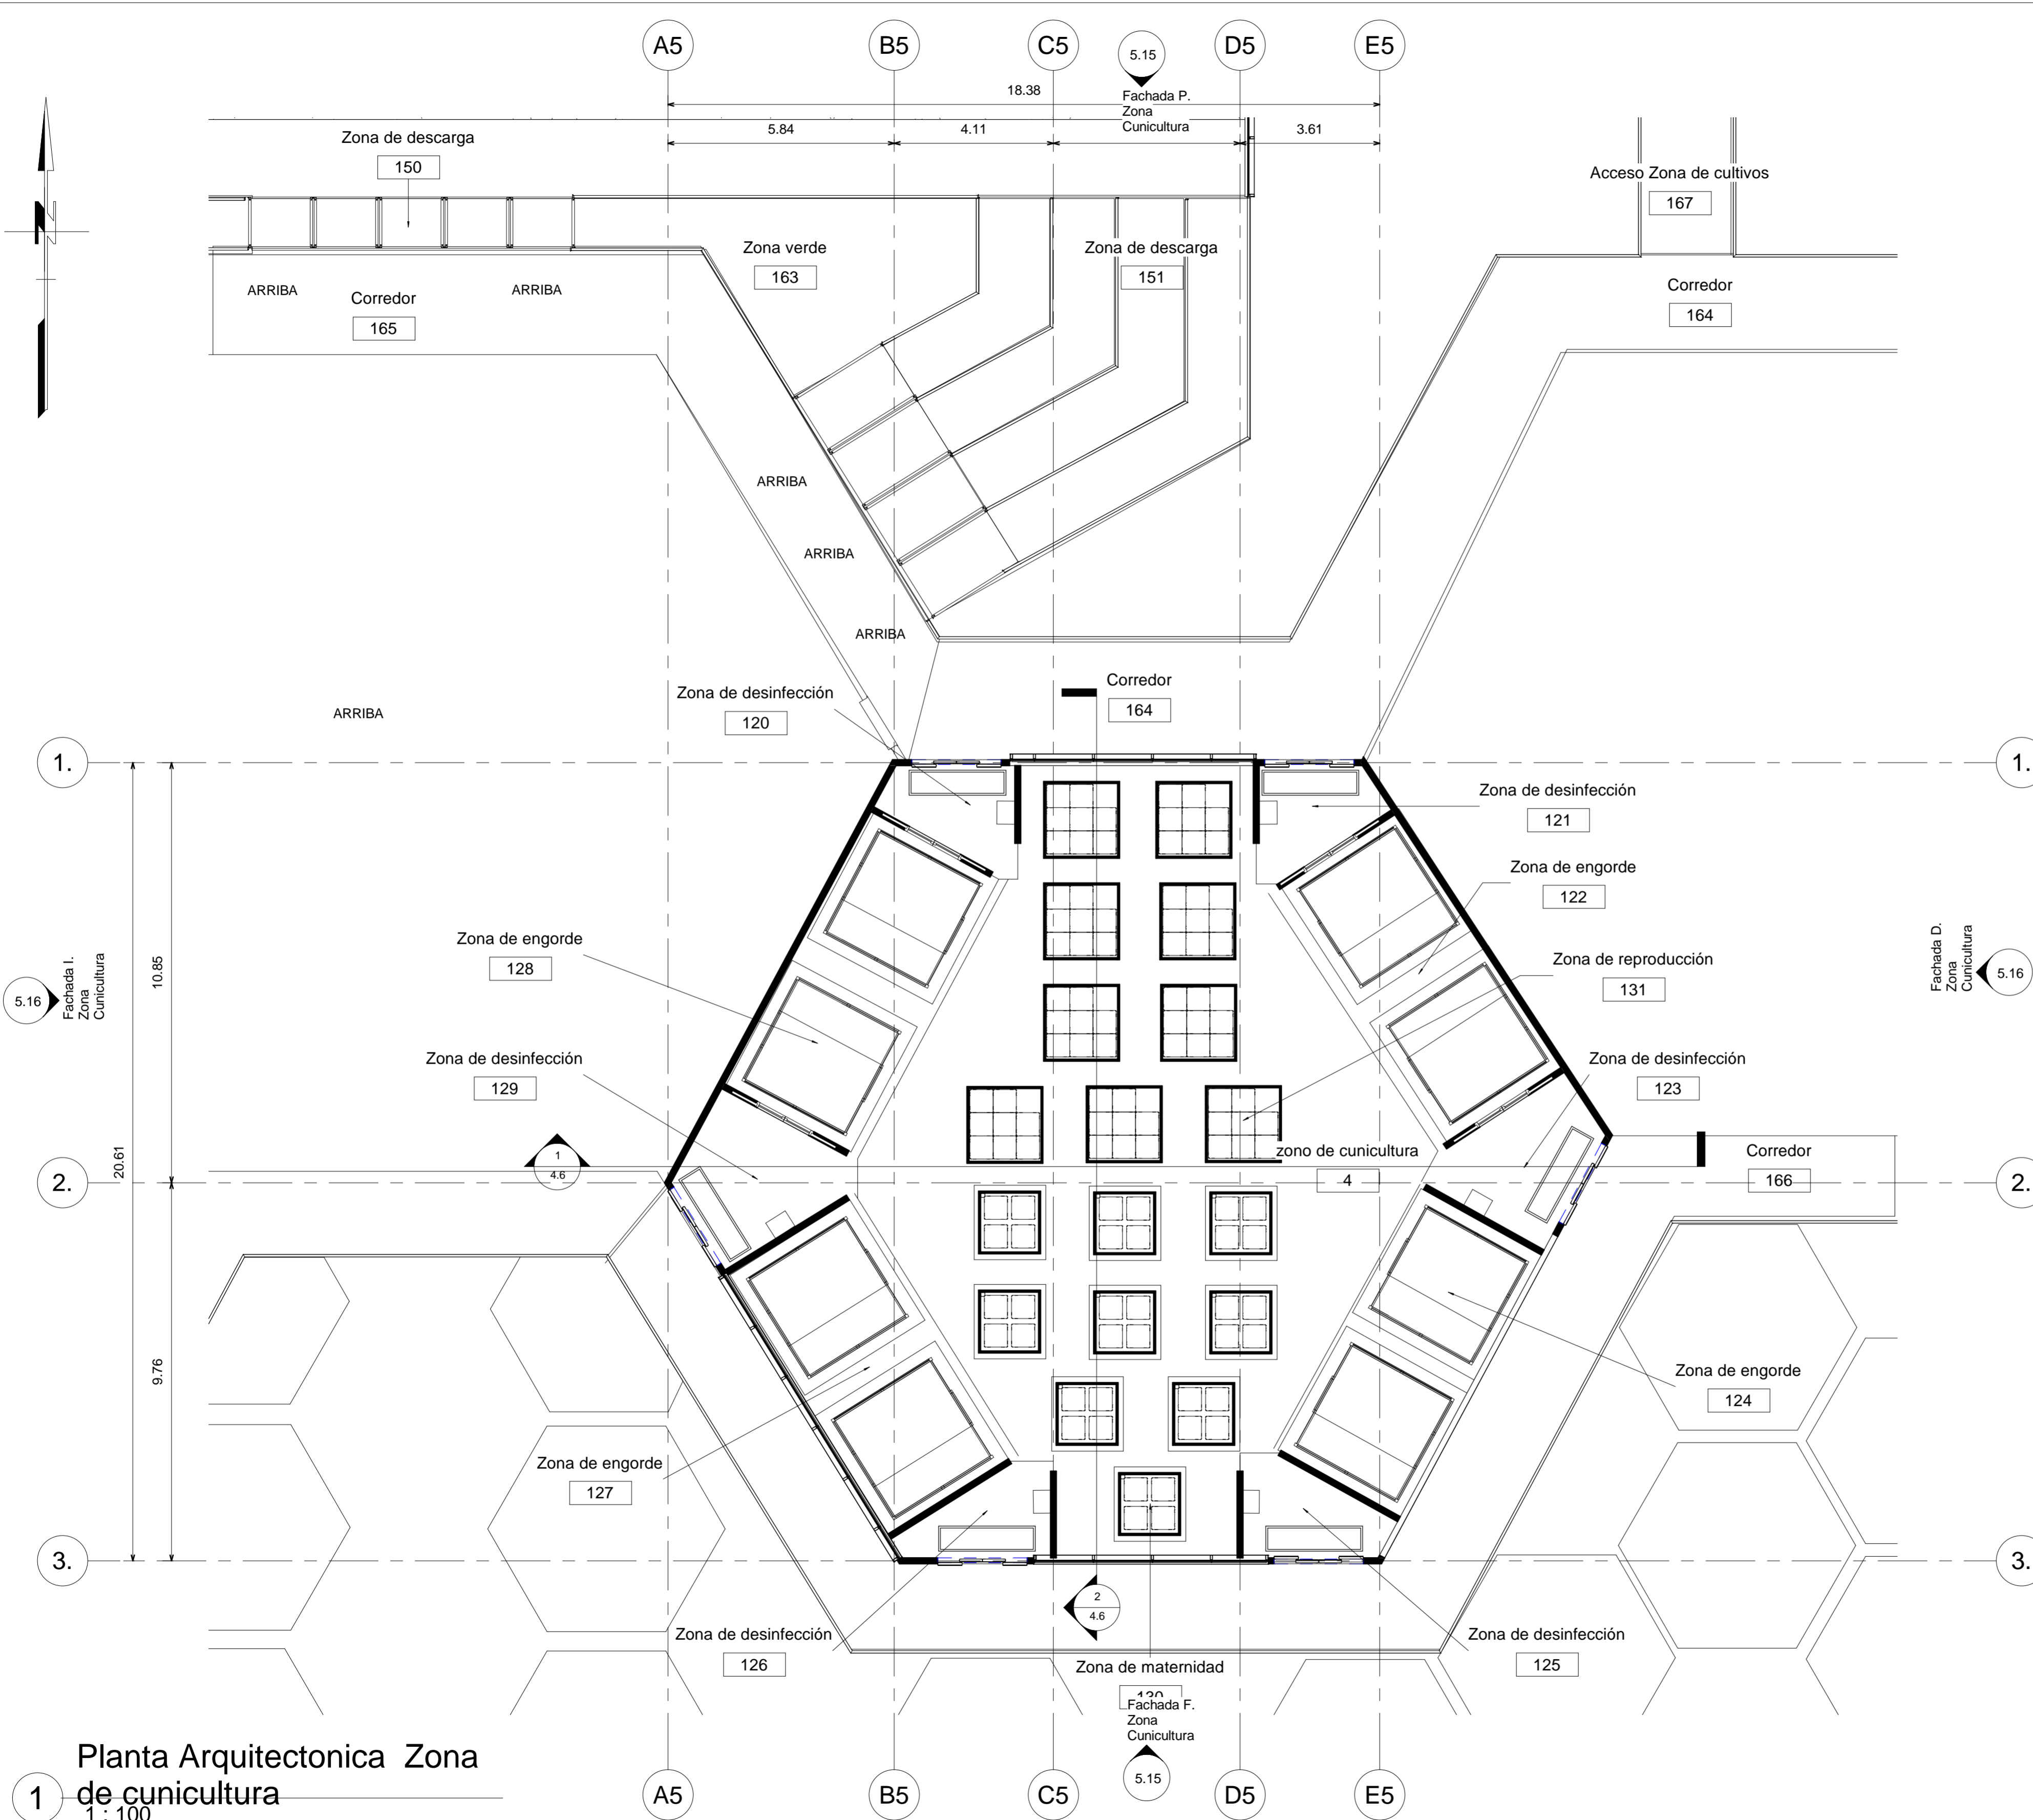 A5
B5
C5
D5
E5
5.15
Fachada P.
Zona
Cunicultura
18.38
5.84
4.11
3.61
Zona de descarga
150
Acceso Zona de cultivos
167
Zona verde
163
Zona de descarga
151
ARRIBA
ARRIBA
Corredor
165
Corredor
164
ARRIBA
ARRIBA
ARRIBA
ARRIBA
Zona de desinfección
120
Corredor
164
1.
1.
Zona de desinfección
121
Zona de engorde
122
Zona de engorde
128
Zona de reproducción
131
10.85
5.16
Fachada I.
Zona
Cunicultura
Fachada D.
Zona
Cunicultura
5.16
Zona de desinfección
129
Zona de desinfección
123
20.61
1
4.6
zono de cunicultura
4
Corredor
166
2.
2.
9.76
Zona de engorde
124
Zona de engorde
127
3.
3.
2
4.6
Zona de desinfección
126
Zona de desinfección
125
Zona de maternidad
130
Fachada F.
Zona
Cunicultura
5.15
1
Planta Arquitectonica Zona
de cunicultura
1 : 100
A5
B5
C5
D5
E5